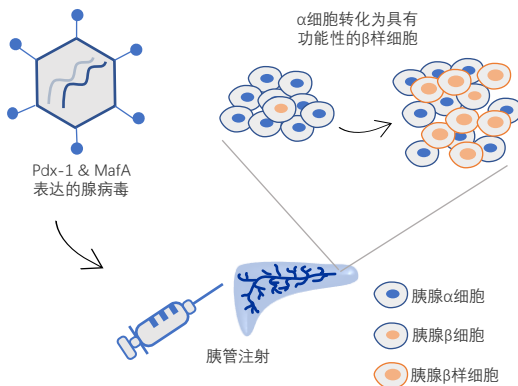 α细胞转化为具有
功能性的β样细胞
Pdx-1 & MafA
表达的腺病毒
胰管注射
胰腺α细胞
胰腺β细胞
胰腺β样细胞